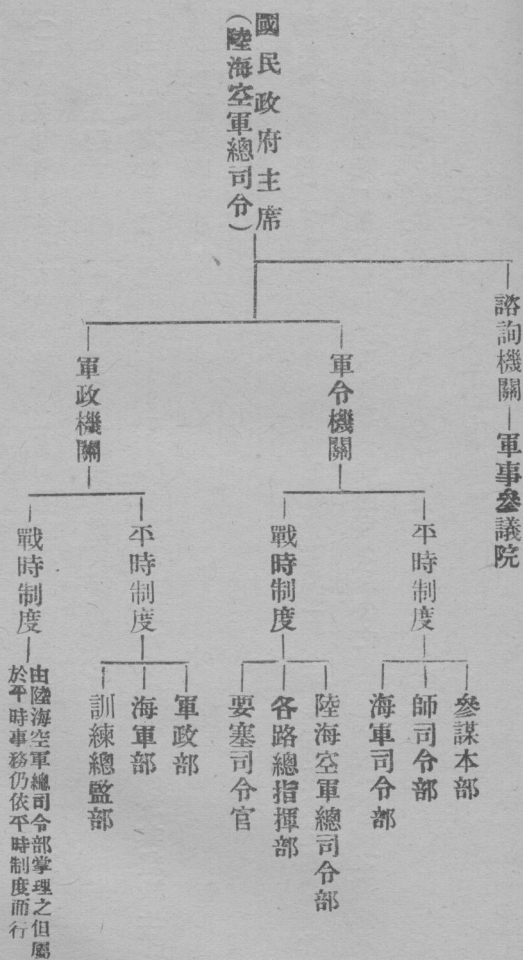 國民政府主席
(陸海空軍總司令)
諮詢機關
軍事參議院
軍令機關
平時制度
參謀本部
師司令部
海軍司令部
戰時制度
陸海空軍總司令部
各路總指揮部
要塞司令官
軍政機關
平時制度
軍政部
海軍部
訓練總監部
戰時制度
由陸海空軍總司令部掌理之但屬
於平時事務仍依平時制度而行